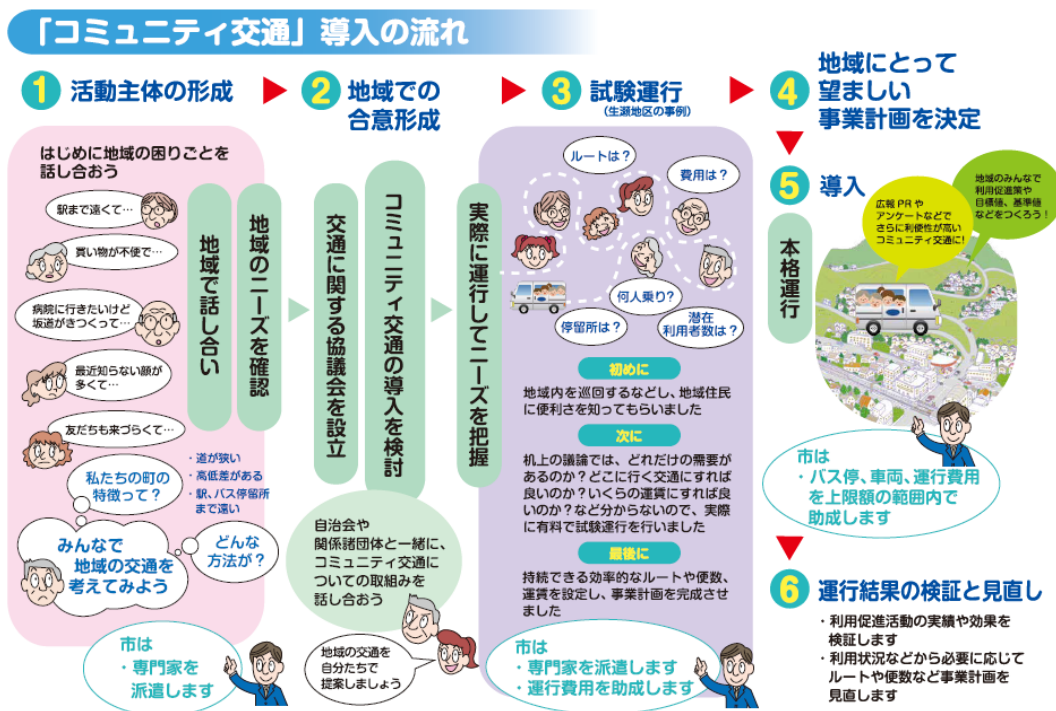 「コミュニティ交通」導入の流れ
1 活動主体の形成
はじめに地域の困りごとを
話し合おう
駅まで遠くて…
買い物が不便で…
病院に行きたいけど
坂道がきつくって…
最近知らない顔が
多くて…
友だちも来づらくて…
私たちの町の
特徴って?
・道が狭い
・高低差がある
・駅、バス停留所
まで遠い
みんなで
地域の交通を
考えてみよう
どんな
方法が?
地域で話し合い
地域のニーズを確認
市は
・専門家を
派遣します
2 地域での
合意形成
交通に関する協議会を設立
コミュニティ交通の導入を検討
自治会や
関係諸団体と一緒に、
コミュニティ交通に
ついての取組みを
話し合おう
地域の交通を
自分たちで
提案しましょう
3 試験運行
(生瀬地区の事例)
実際に運行してニーズを把握
ルートは?
費用は?
何人乗り?
停留所は?
潜在
利用者数は?
初めに
地域内を巡回するなどし、地域住民
に便利さを知ってもらいました
次に
机上の議論では、どれだけの需要が
あるのか?どこに行く交通にすれば
良いのか?いくらの運賃にすれば良
いのか?など分からないので、実際
に有料で試験運行を行いました
最後に
持続できる効率的なルートや便数、
運賃を設定し、事業計画を完成させ
ました
市は
・専門家を派遣します
・運行費用を助成します
4 地域にとって
望ましい
事業計画を決定
5 導入
本格運行
広報PRや
アンケートなどで
さらに利便性が高い
コミュニティ交通に!
地域のみんなで
利用促進策や
目標値、基準値
などをつくろう!
市は
・バス停、車両、運行費用
を上限額の範囲内で
助成します
6 運行結果の検証と見直し
・利用促進活動の実績や効果を
検証します
・利用状況などから必要に応じて
ルートや便数など事業計画を
見直します